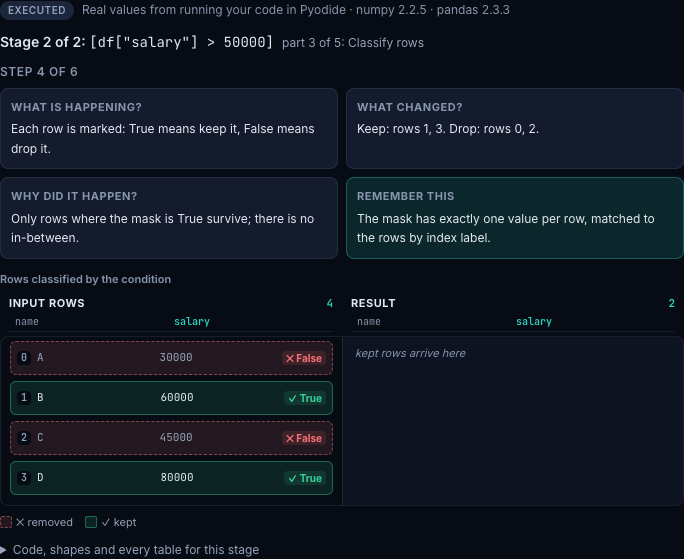 EXECUTED Real values from running your code in Pyodide · numpy 2.2.5 · pandas 2.3.3
Stage 2 of 2: [df["salary"] > 50000] part 3 of 5: Classify rows
STEP 4 OF 6
WHAT IS HAPPENING?
Each row is marked: True means keep it, False means
drop it.
WHAT CHANGED?
Keep: rows 1, 3. Drop: rows 0, 2.
WHY DID IT HAPPEN?
Only rows where the mask is True survive; there is no
in-between.
REMEMBER THIS
The mask has exactly one value per row, matched to
the rows by index label.
Rows classified by the condition
INPUT ROWS 4
name salary
0 A 30000 ✕ False
1 B 60000 ✓ True
2 C 45000 ✕ False
3 D 80000 ✓ True
RESULT 2
name salary
kept rows arrive here
✕ removed ✓ kept
▶ Code, shapes and every table for this stage